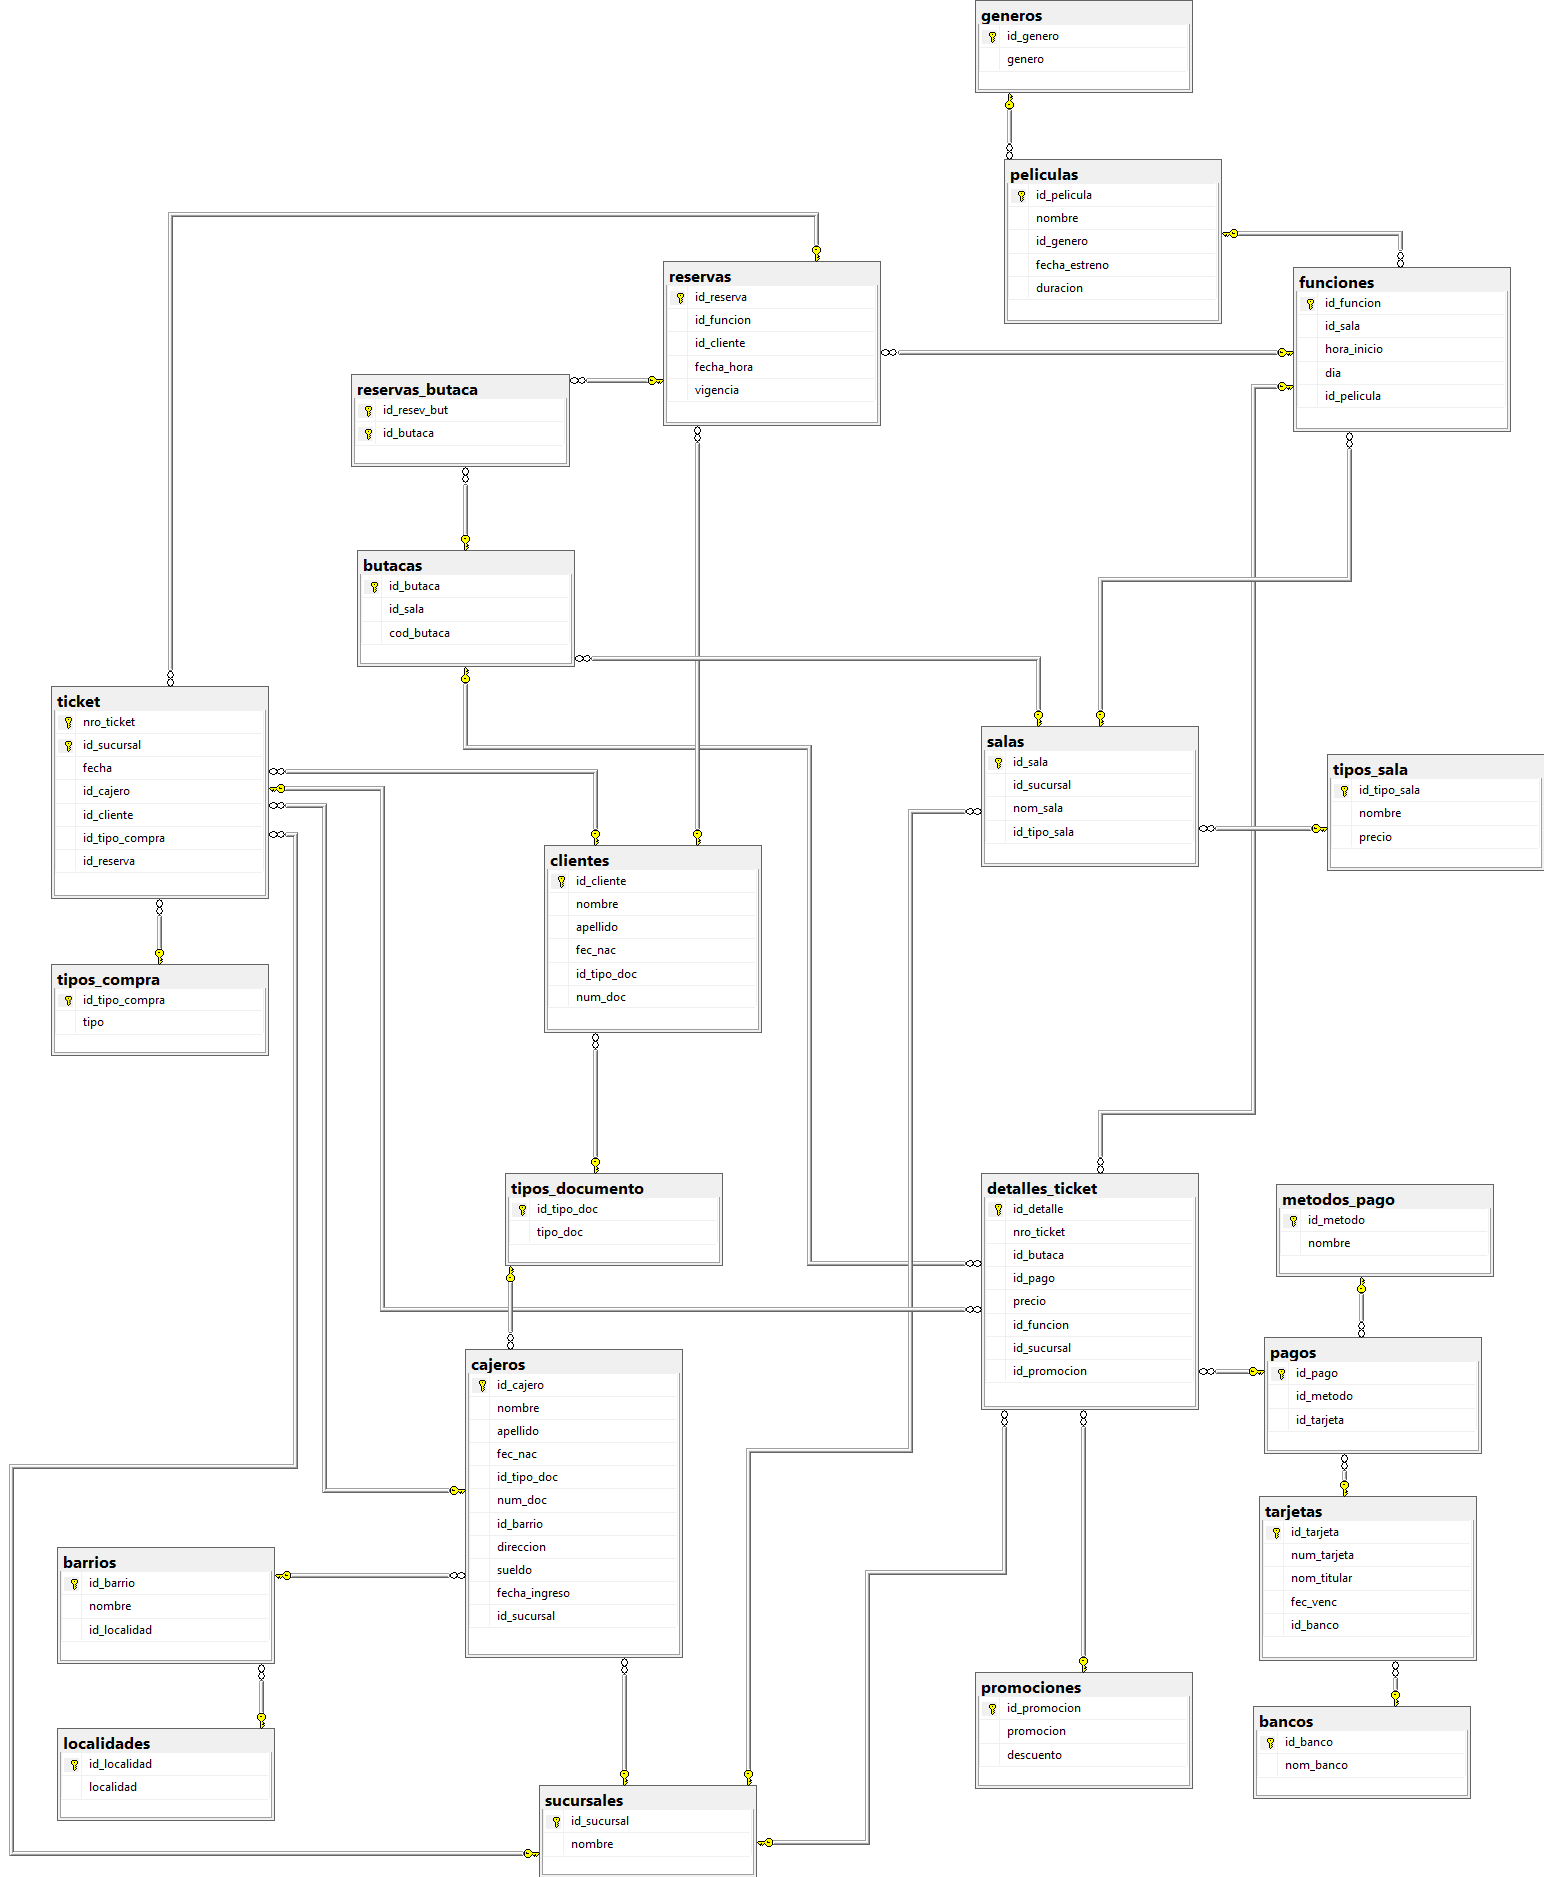 generos
id_genero
genero
peliculas
id_pelicula
nombre
id_genero
fecha_estreno
duracion
reservas
id_reserva
id_funcion
id_cliente
fecha_hora
vigencia
funciones
id_funcion
id_sala
hora_inicio
dia
id_pelicula
reservas_butaca
id_resev_but
id_butaca
butacas
id_butaca
id_sala
cod_butaca
ticket
nro_ticket
id_sucursal
fecha
id_cajero
id_cliente
id_tipo_compra
id_reserva
salas
id_sala
id_sucursal
nom_sala
id_tipo_sala
tipos_sala
id_tipo_sala
nombre
precio
clientes
id_cliente
nombre
apellido
fec_nac
id_tipo_doc
num_doc
tipos_compra
id_tipo_compra
tipo
tipos_documento
id_tipo_doc
tipo_doc
detalles_ticket
id_detalle
nro_ticket
id_butaca
id_pago
precio
id_funcion
id_sucursal
id_promocion
metodos_pago
id_metodo
nombre
pagos
id_pago
id_metodo
id_tarjeta
cajeros
id_cajero
nombre
apellido
fec_nac
id_tipo_doc
num_doc
id_barrio
direccion
sueldo
fecha_ingreso
id_sucursal
tarjetas
id_tarjeta
num_tarjeta
nom_titular
fec_venc
id_banco
barrios
id_barrio
nombre
id_localidad
promociones
id_promocion
promocion
descuento
bancos
id_banco
nom_banco
localidades
id_localidad
localidad
sucursales
id_sucursal
nombre